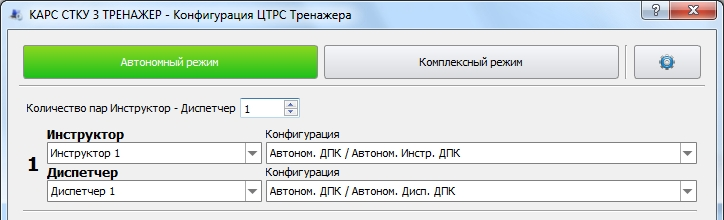 КАРС СТКУ 3 ТРЕНАЖЕР - Конфигурация ЦТРС Тренажера
Автономный режим Комплексный режим
Количество пар Инструктор - Диспетчер 1
Инструктор Конфигурация
1 Инструктор 1 Автоном. ДПК / Автоном. Инстр. ДПК
Диспетчер Конфигурация
Диспетчер 1 Автоном. ДПК / Автоном. Дисп. ДПК